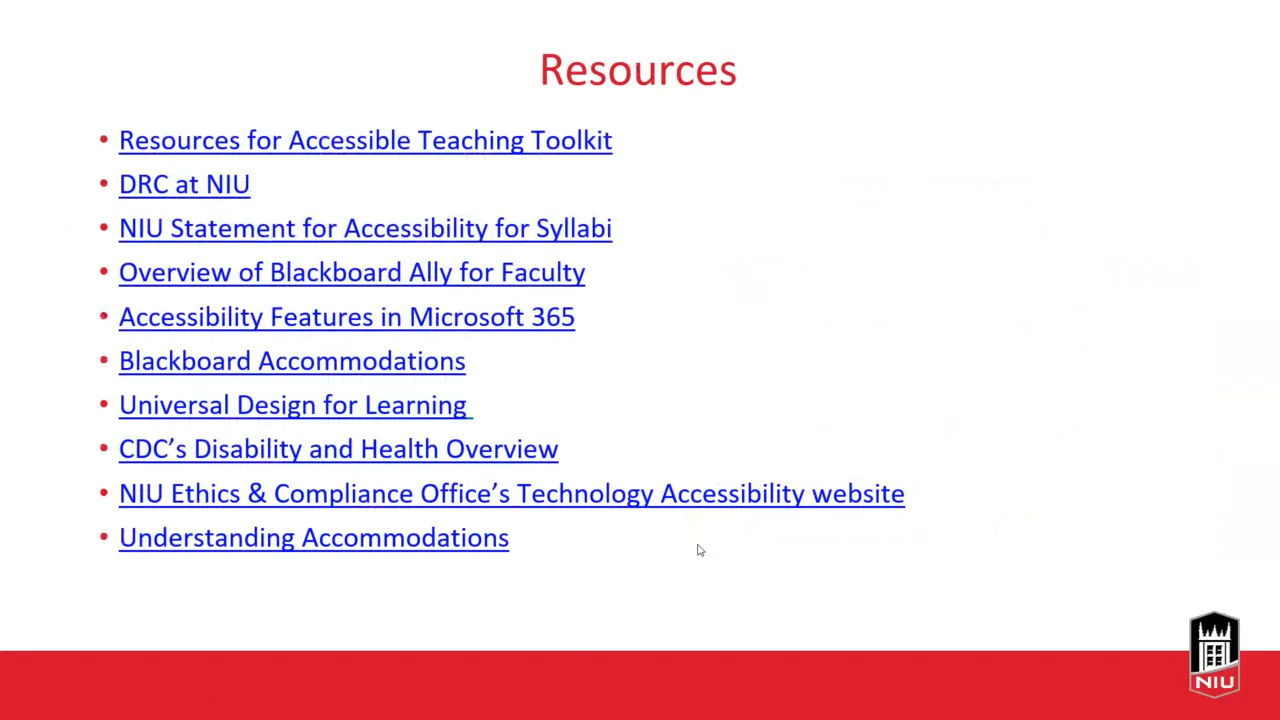 Resources
• Resources for Accessible Teaching Toolkit
• DRC at NIU
• NIU Statement for Accessibility for Syllabi
• Overview of Blackboard Ally for Faculty
• Accessibility Features in Microsoft 365
• Blackboard Accommodations
• Universal Design for Learning
• CDC’s Disability and Health Overview
• NIU Ethics & Compliance Office’s Technology Accessibility website
• Understanding Accommodations
NIU